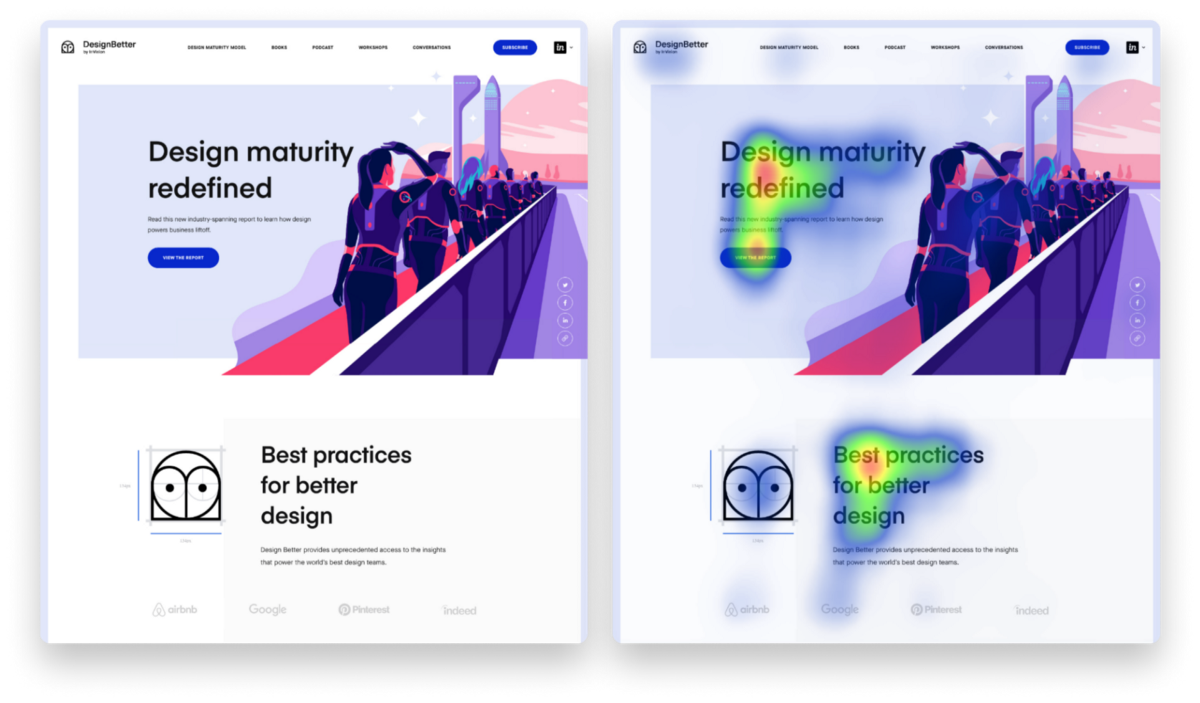 DesignBetter
by InVision
DESIGN MATURITY MODEL
BOOKS
PODCAST
WORKSHOPS
CONVERSATIONS
SUBSCRIBE
in
Design maturity
redefined
Read this new industry-spanning report to learn how design
powers business liftoff.
VIEW THE REPORT
Best practices
for better
design
Design Better provides unprecedented access to the insights
that power the world's best design teams.
airbnb
Google
Pinterest
indeed
DesignBetter
by InVision
DESIGN MATURITY MODEL
BOOKS
PODCAST
WORKSHOPS
CONVERSATIONS
SUBSCRIBE
in
Design maturity
redefined
Read this new industry-spanning report to learn how design
powers business liftoff.
VIEW THE REPORT
Best practices
for better
design
Design Better provides unprecedented access to the insights
that power the world's best design teams.
airbnb
Google
Pinterest
indeed